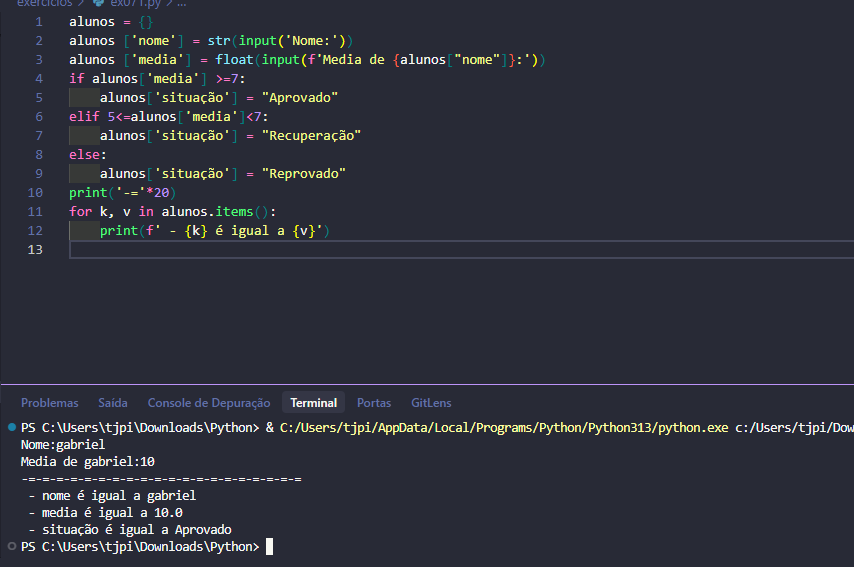 exercicios > ex071.py > ...
1 alunos = {}
2 alunos ['nome'] = str(input('Nome:'))
3 alunos ['media'] = float(input(f'Media de {alunos["nome"]}:'))
4 if alunos['media'] >=7:
5     alunos['situação'] = "Aprovado"
6 elif 5<=alunos['media']<7:
7     alunos['situação'] = "Recuperação"
8 else:
9     alunos['situação'] = "Reprovado"
10 print('-='*20)
11 for k, v in alunos.items():
12     print(f' - {k} é igual a {v}')
13
Problemas Saída Console de Depuração Terminal Portas GitLens
PS C:\Users\tjpi\Downloads\Python> & C:/Users/tjpi/AppData/Local/Programs/Python/Python313/python.exe c:/Users/tjpi/Dow
Nome:gabriel
Media de gabriel:10
-=-=-=-=-=-=-=-=-=-=-=-=-=-=-=-=-=-=-=-=
 - nome é igual a gabriel
 - media é igual a 10.0
 - situação é igual a Aprovado
PS C:\Users\tjpi\Downloads\Python>